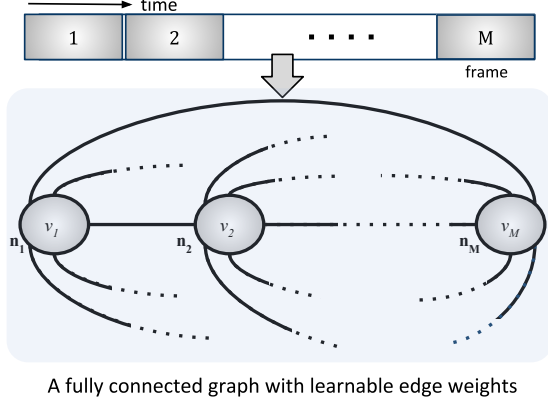 time
1 2 M
frame
v1 v2 vM
n1 n2 nM
A fully connected graph with learnable edge weights